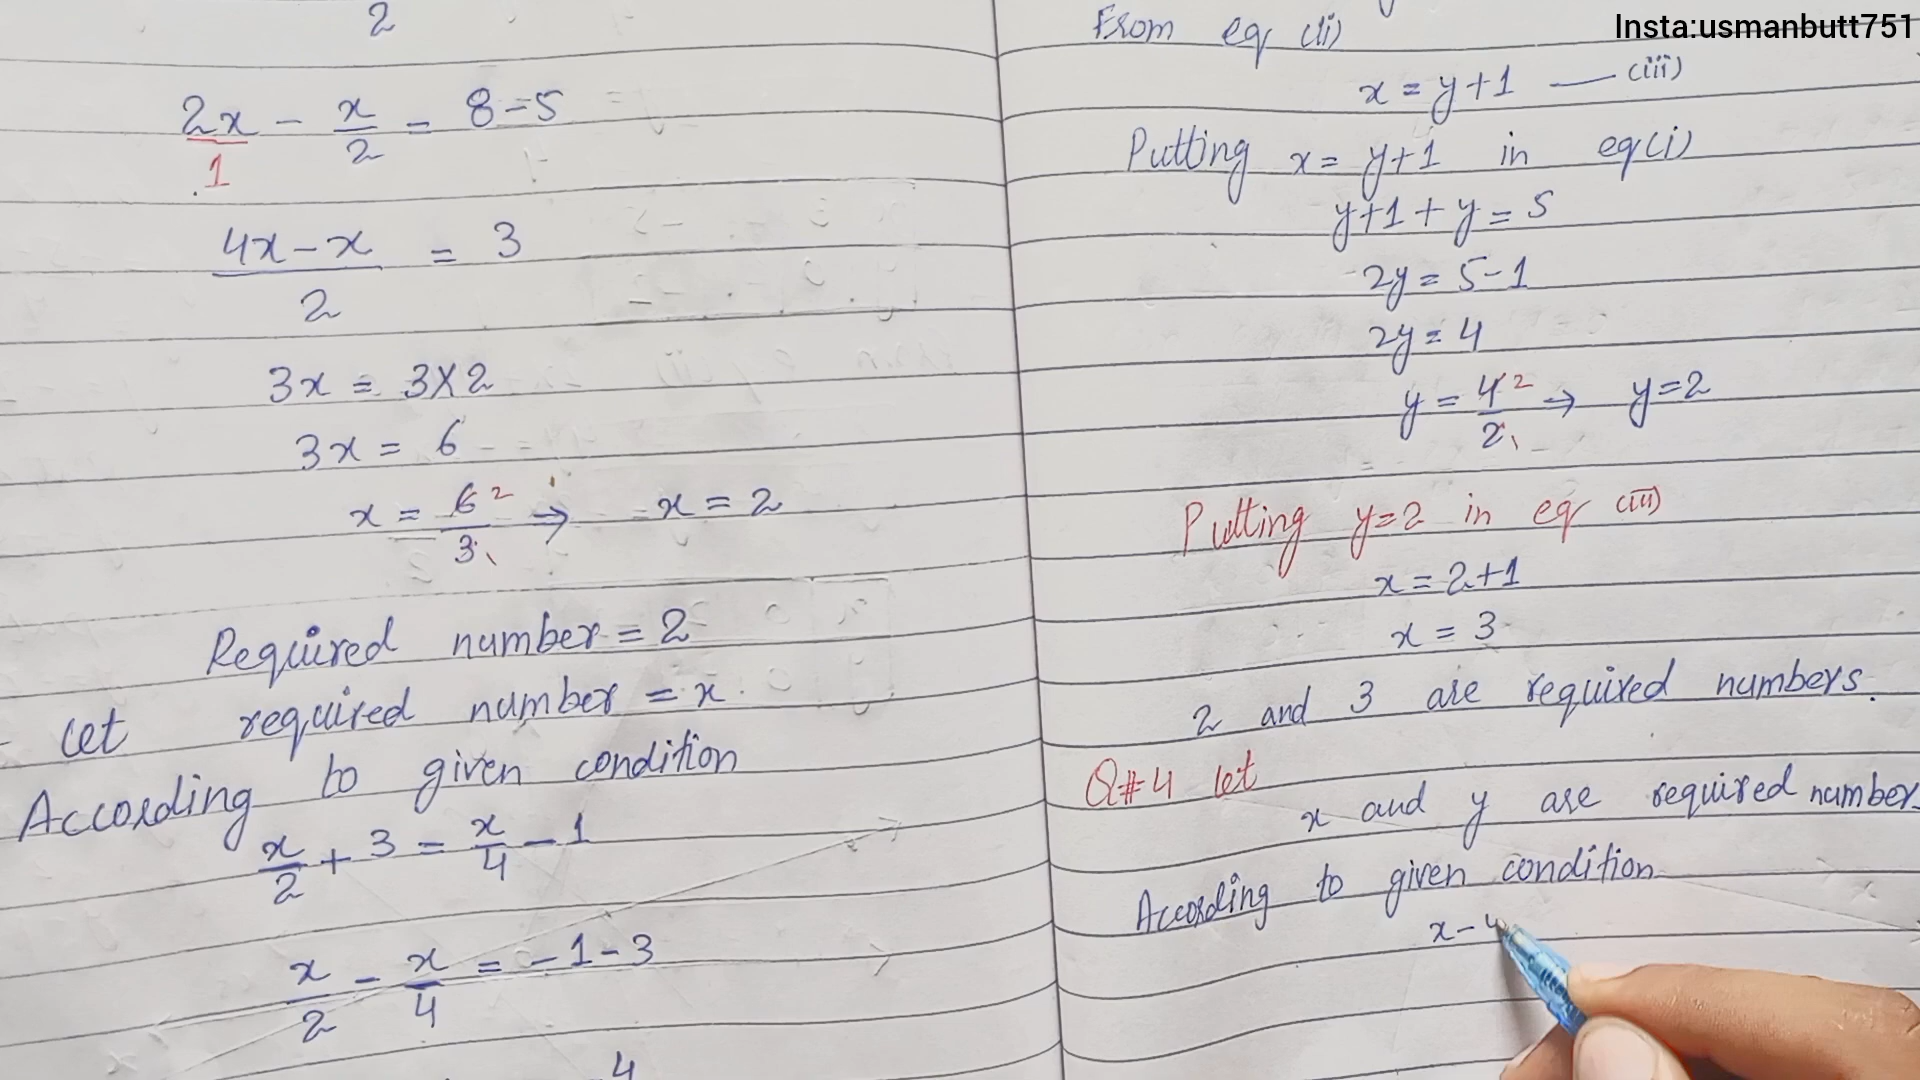 2
2x/1 - x/2 = 8-5
4x-x/2 = 3
3x = 3X2
3x = 6
x = 6/3 2 → x = 2
Required number = 2
let required number = x
According to given condition
x/2 + 3 = x/4 - 1
x/2 - x/4 = -1-3
4
Insta:usmanbutt751
From eq (ii)
x = y+1 — (iii)
Putting x = y+1 in eq(i)
y+1 + y = 5
2y = 5-1
2y = 4
y = 4/2 2 → y=2
Putting y=2 in eq (iii)
x = 2+1
x = 3
2 and 3 are required numbers.
Q#4 let
x and y are required number
According to given condition
x-